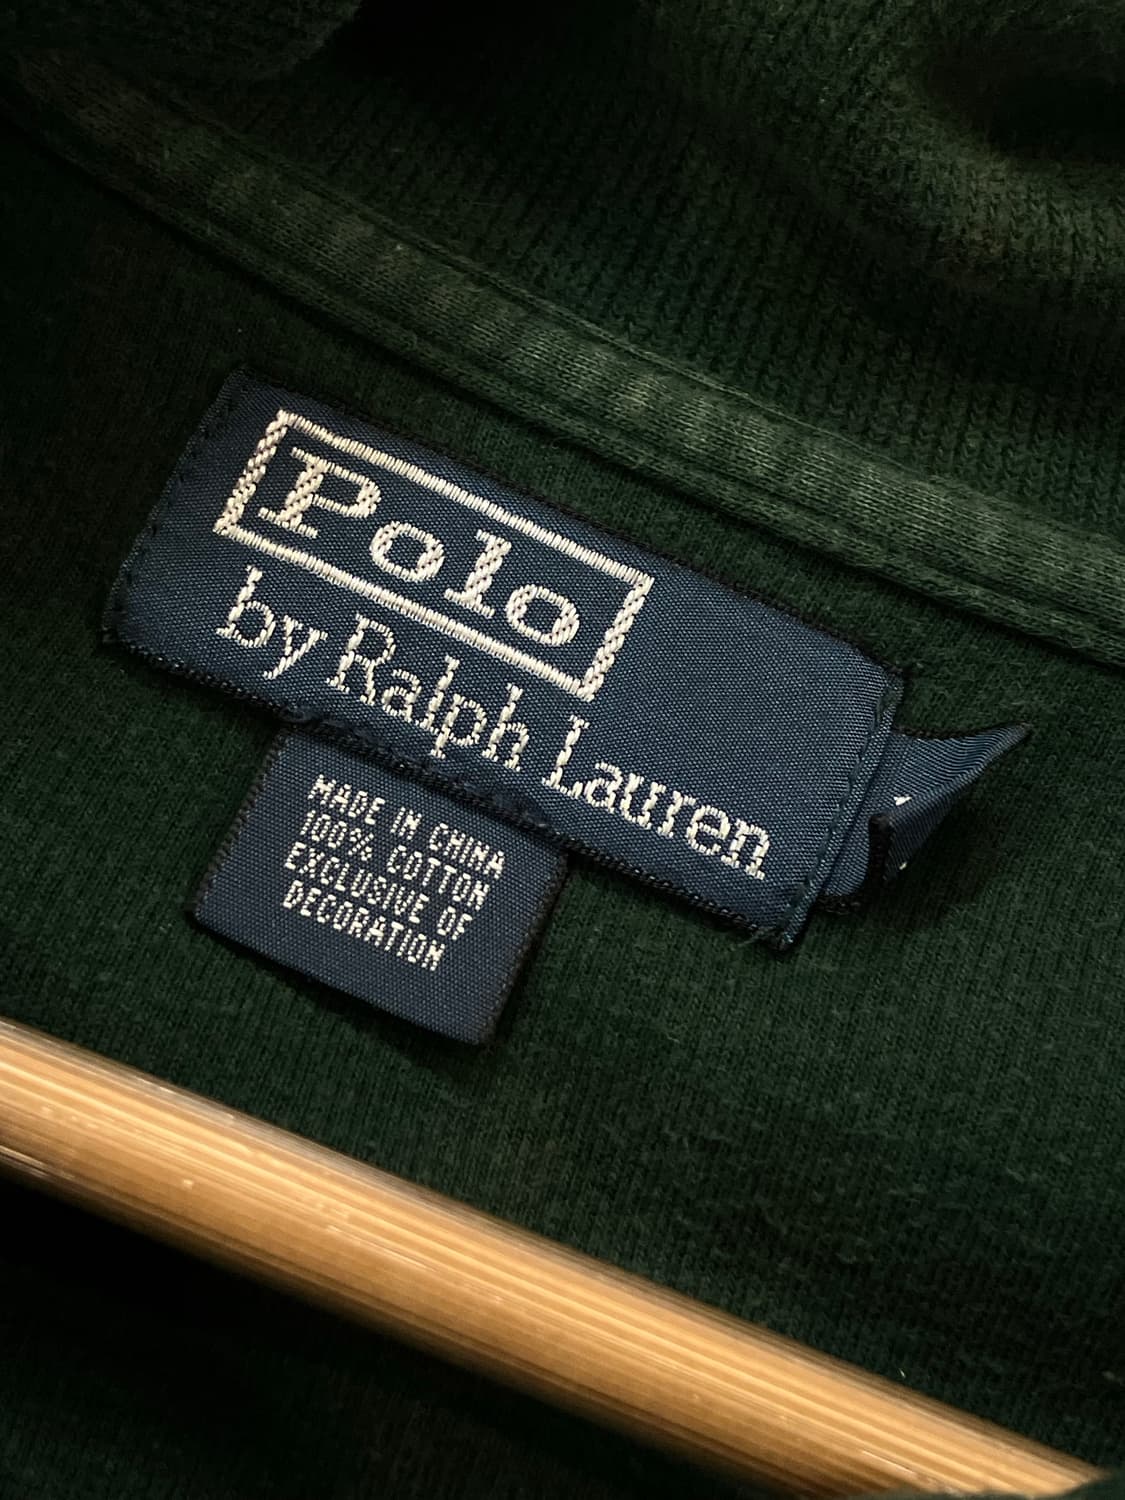 Polo
by Ralph Lauren
MADE IN CHINA
100% COTTON
EXCLUSIVE OF
DECORATION